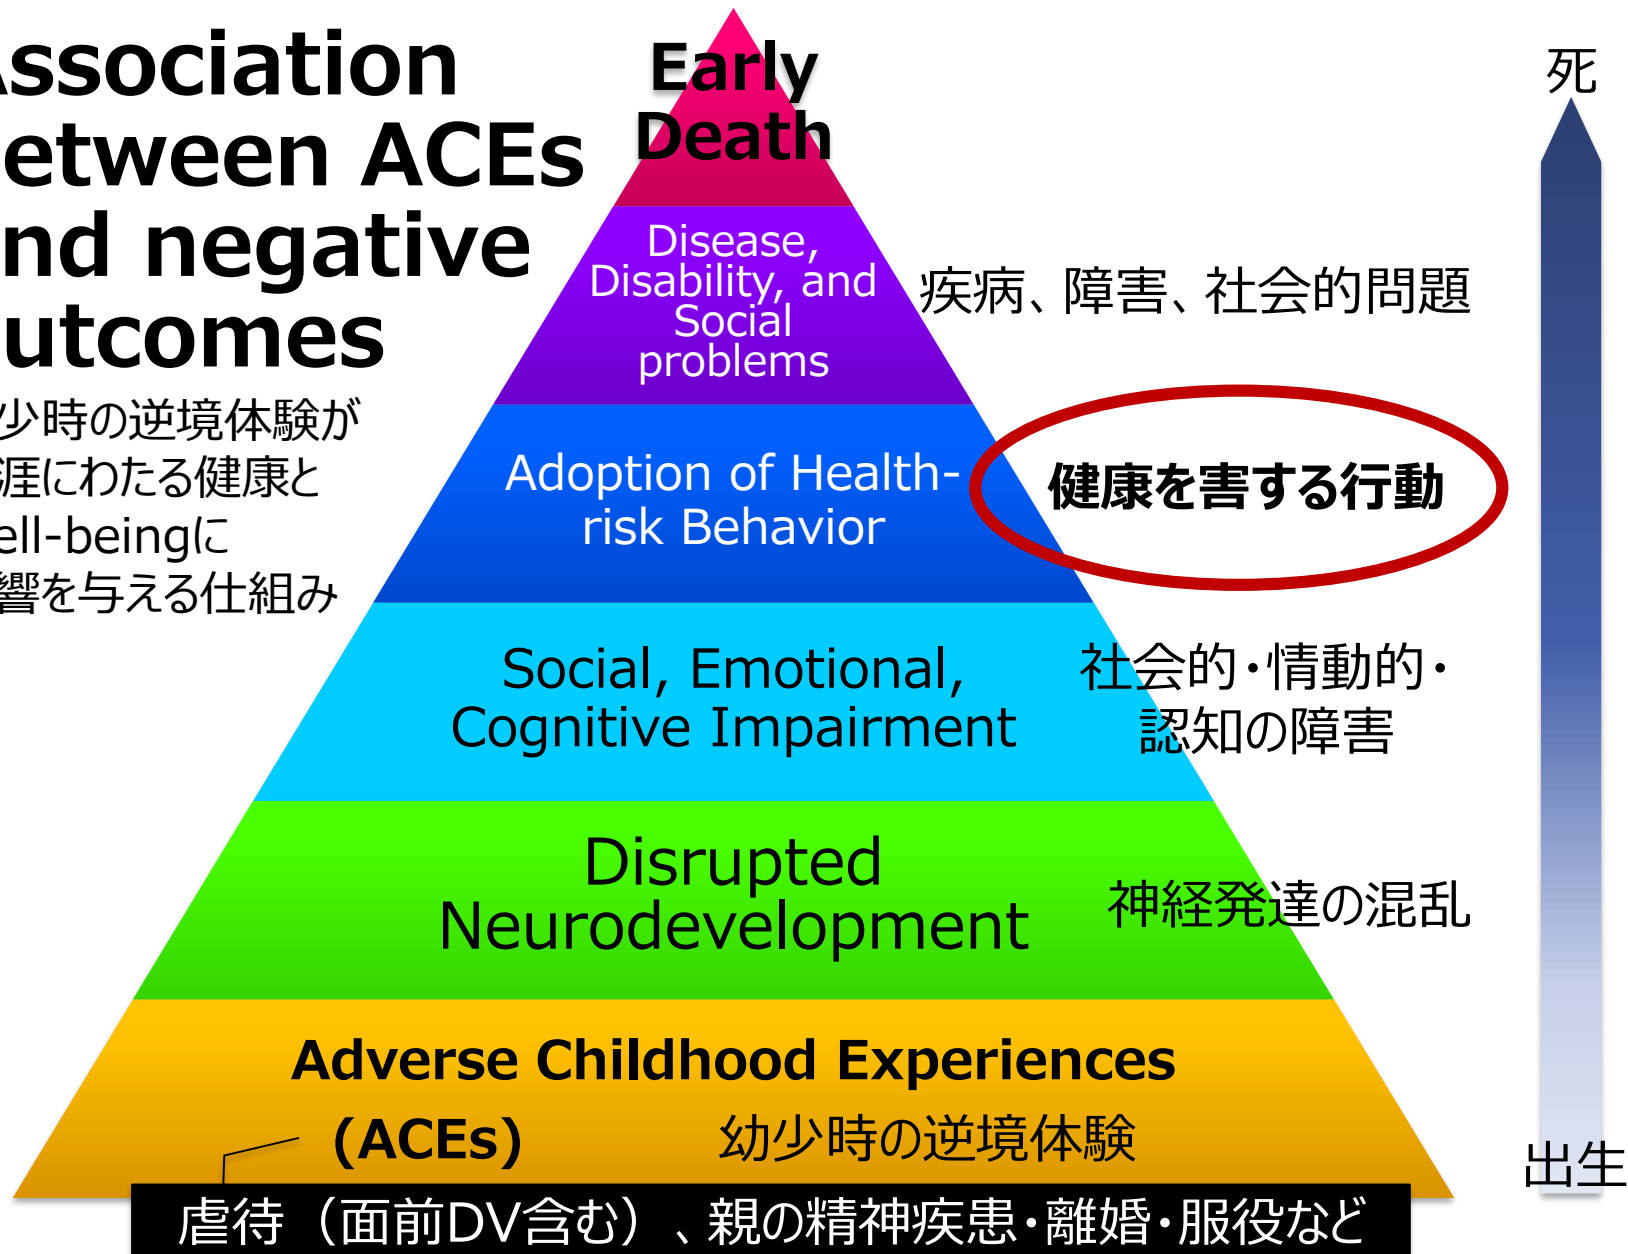 Association
etween ACEs
nd negative
utcomes
少時の逆境体験が
涯にわたる健康と
ell-beingに
響を与える仕組み
Early
Death
死
Disease,
Disability, and
Social
problems
疾病、障害、社会的問題
Adoption of Health-
risk Behavior
健康を害する行動
Social, Emotional,
Cognitive Impairment
社会的・情動的・
認知の障害
Disrupted
Neurodevelopment
神経発達の混乱
Adverse Childhood Experiences
(ACEs) 幼少時の逆境体験
出生
虐待（面前DV含む）、親の精神疾患・離婚・服役など